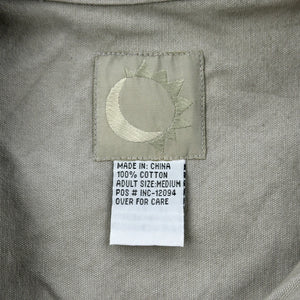 MADE IN: CHINA
100% COTTON
ADULT SIZE:MEDIUM
POS # INC-12094
OVER FOR CARE